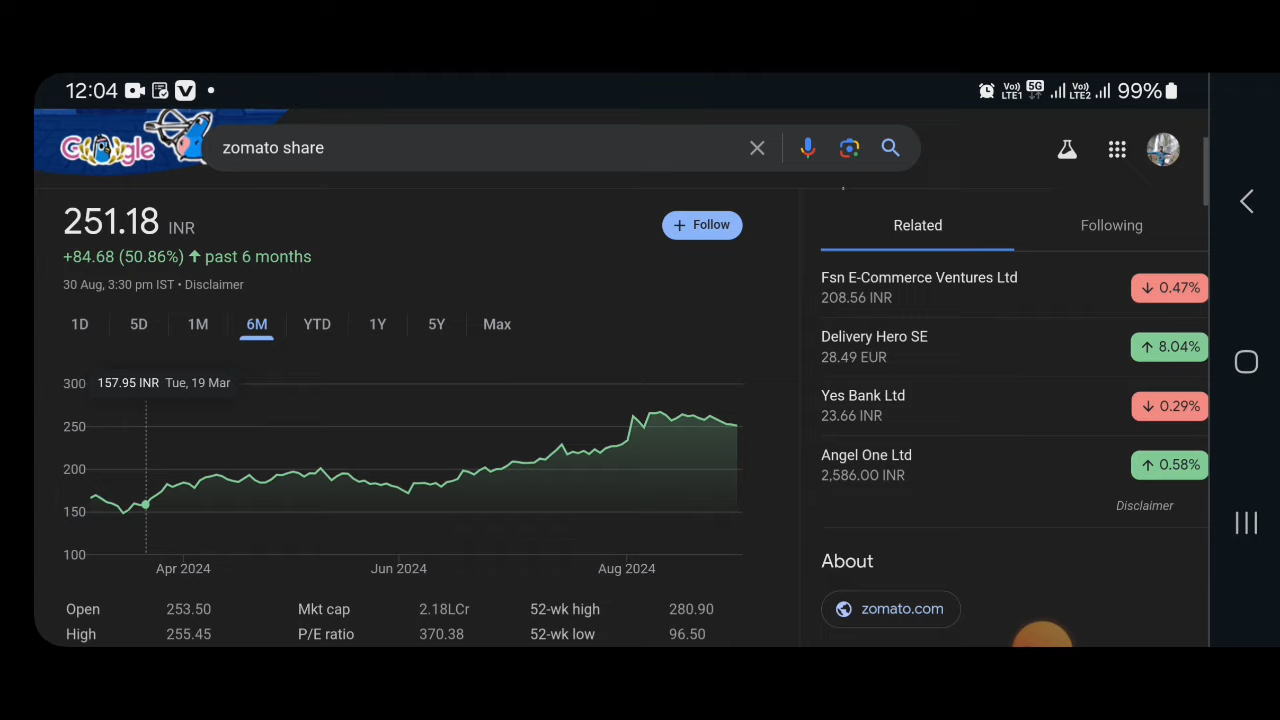 12:04
Vo) LTE1 5G Vo) LTE2 99%
Google
zomato share
251.18 INR
+84.68 (50.86%) ↑ past 6 months
30 Aug, 3:30 pm IST • Disclaimer
+ Follow
1D 5D 1M 6M YTD 1Y 5Y Max
157.95 INR Tue, 19 Mar
300
250
200
150
100
Apr 2024 Jun 2024 Aug 2024
Open 253.50 Mkt cap 2.18LCr 52-wk high 280.90
High 255.45 P/E ratio 370.38 52-wk low 96.50
Related Following
Fsn E-Commerce Ventures Ltd
208.56 INR
↓ 0.47%
Delivery Hero SE
28.49 EUR
↑ 8.04%
Yes Bank Ltd
23.66 INR
↓ 0.29%
Angel One Ltd
2,586.00 INR
↑ 0.58%
Disclaimer
About
zomato.com